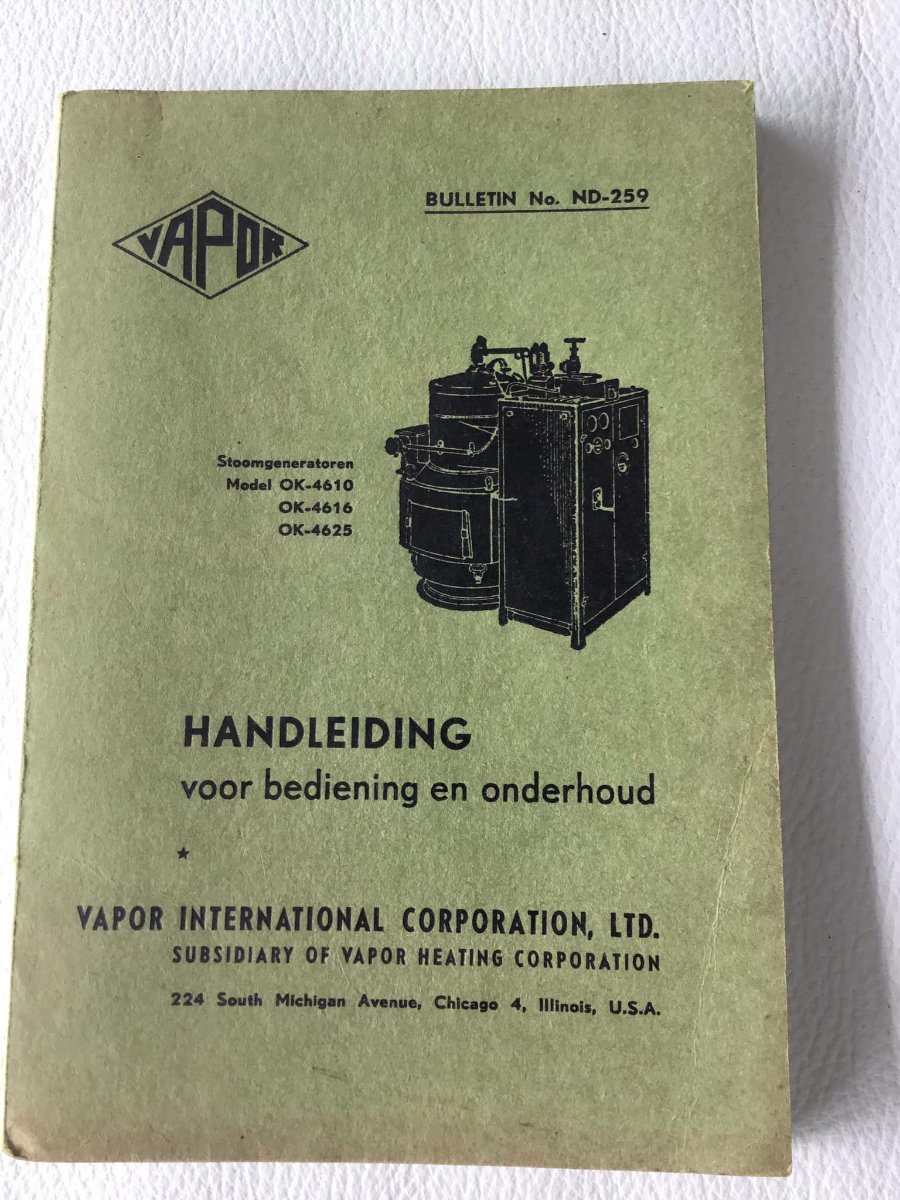 VAPOR
BULLETIN No. ND-259
Stoomgeneratoren
Model OK-4610
OK-4616
OK-4625
HANDLEIDING
voor bediening en onderhoud
★
VAPOR INTERNATIONAL CORPORATION, LTD.
SUBSIDIARY OF VAPOR HEATING CORPORATION
224 South Michigan Avenue, Chicago 4, Illinois, U.S.A.